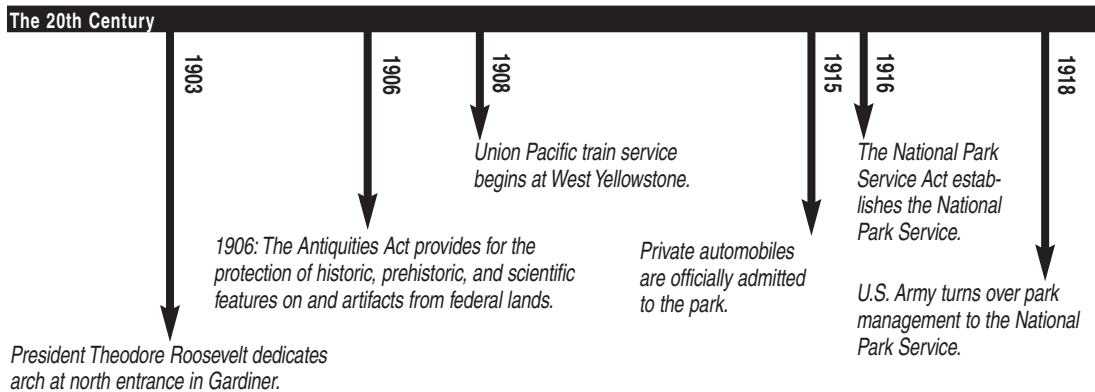 The 20th Century
1903
President Theodore Roosevelt dedicates
arch at north entrance in Gardiner.
1906
1906: The Antiquities Act provides for the
protection of historic, prehistoric, and scientific
features on and artifacts from federal lands.
1908
Union Pacific train service
begins at West Yellowstone.
1915
Private automobiles
are officially admitted
to the park.
1916
The National Park
Service Act estab-
lishes the National
Park Service.
1918
U.S. Army turns over park
management to the National
Park Service.